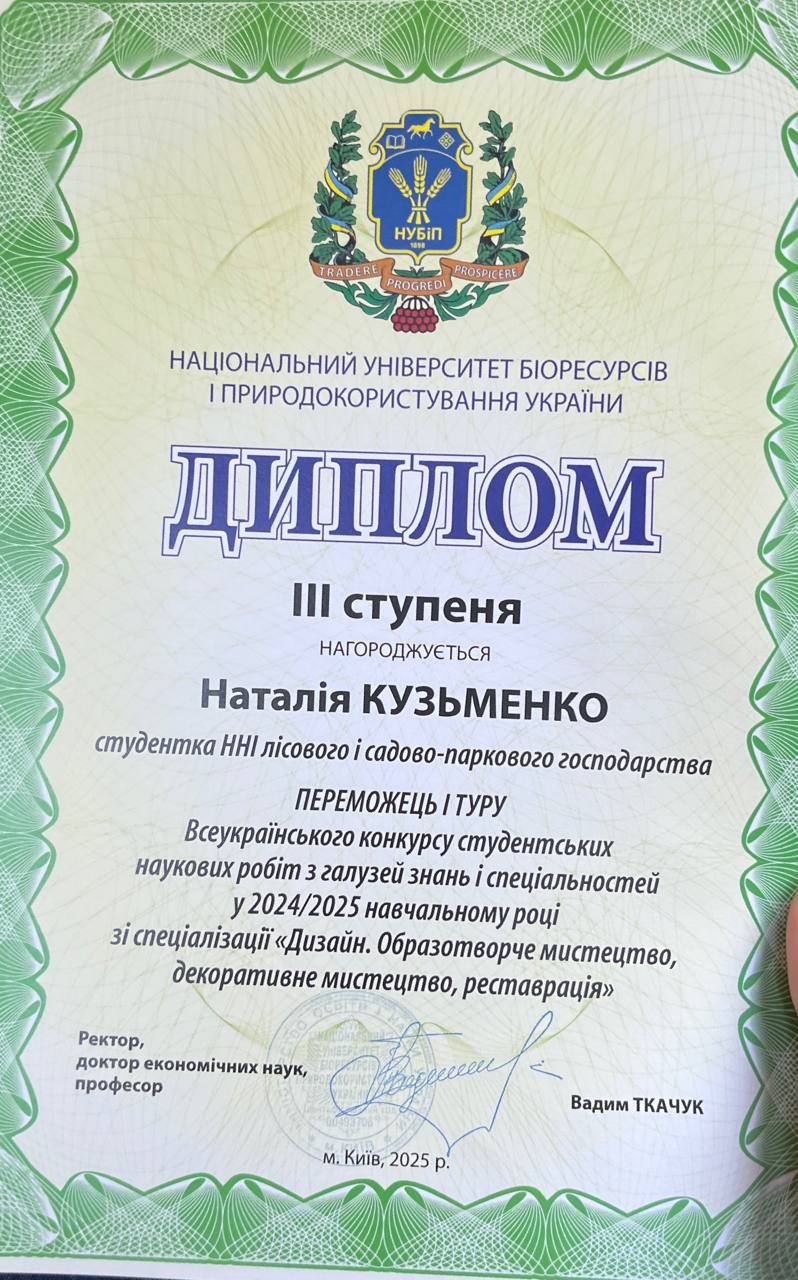 НУБіП
1898
TRADERE PROGREDI PROSPICERE
НАЦІОНАЛЬНИЙ УНІВЕРСИТЕТ БІОРЕСУРСІВ
І ПРИРОДОКОРИСТУВАННЯ УКРАЇНИ
ДИПЛОМ
ІІІ ступеня
НАГОРОДЖУЄТЬСЯ
Наталія КУЗЬМЕНКО
студентка ННІ лісового і садово-паркового господарства
ПЕРЕМОЖЕЦЬ І ТУРУ
Всеукраїнського конкурсу студентських
наукових робіт з галузей знань і спеціальностей
у 2024/2025 навчальному році
зі спеціалізації «Дизайн. Образотворче мистецтво,
декоративне мистецтво, реставрація»
Ректор,
доктор економічних наук,
професор
Вадим ТКАЧУК
м. Київ, 2025 р.